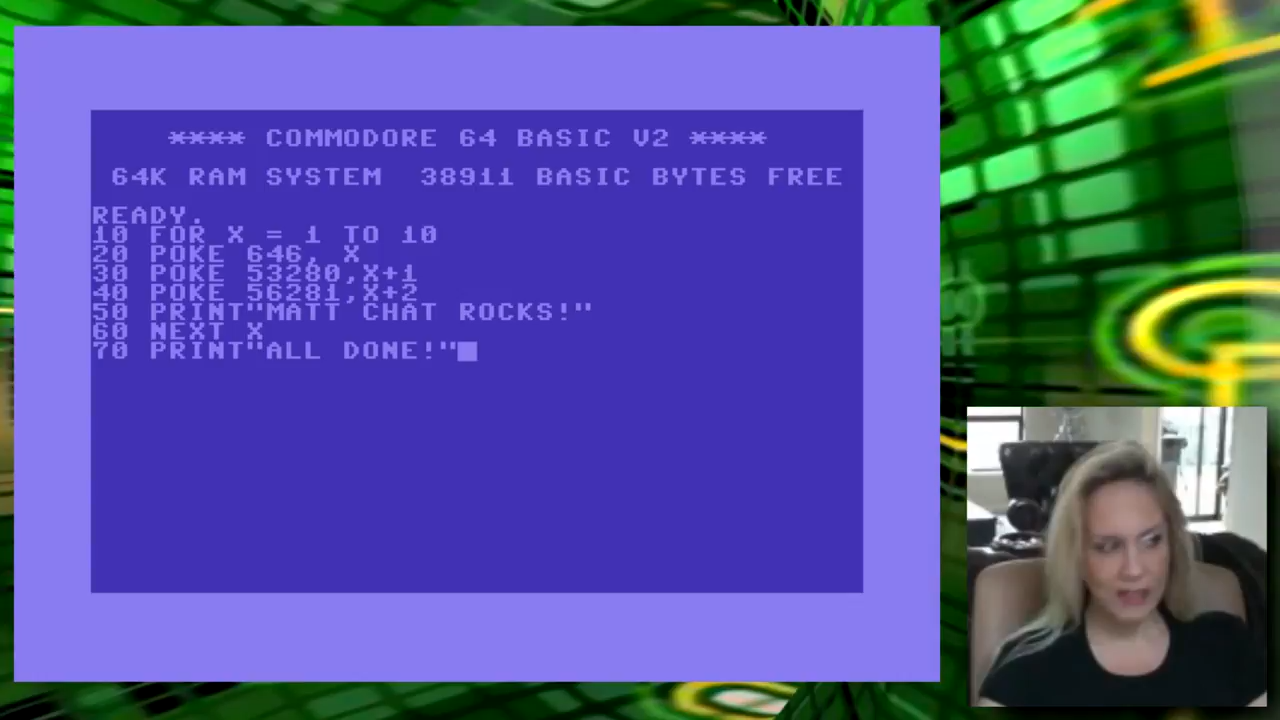 **** COMMODORE 64 BASIC V2 ****
64K RAM SYSTEM  38911 BASIC BYTES FREE
READY.
10 FOR X = 1 TO 10
20 POKE 646, X
30 POKE 53280,X+1
40 POKE 56281,X+2
50 PRINT"MATT CHAT ROCKS!"
60 NEXT X
70 PRINT"ALL DONE!"